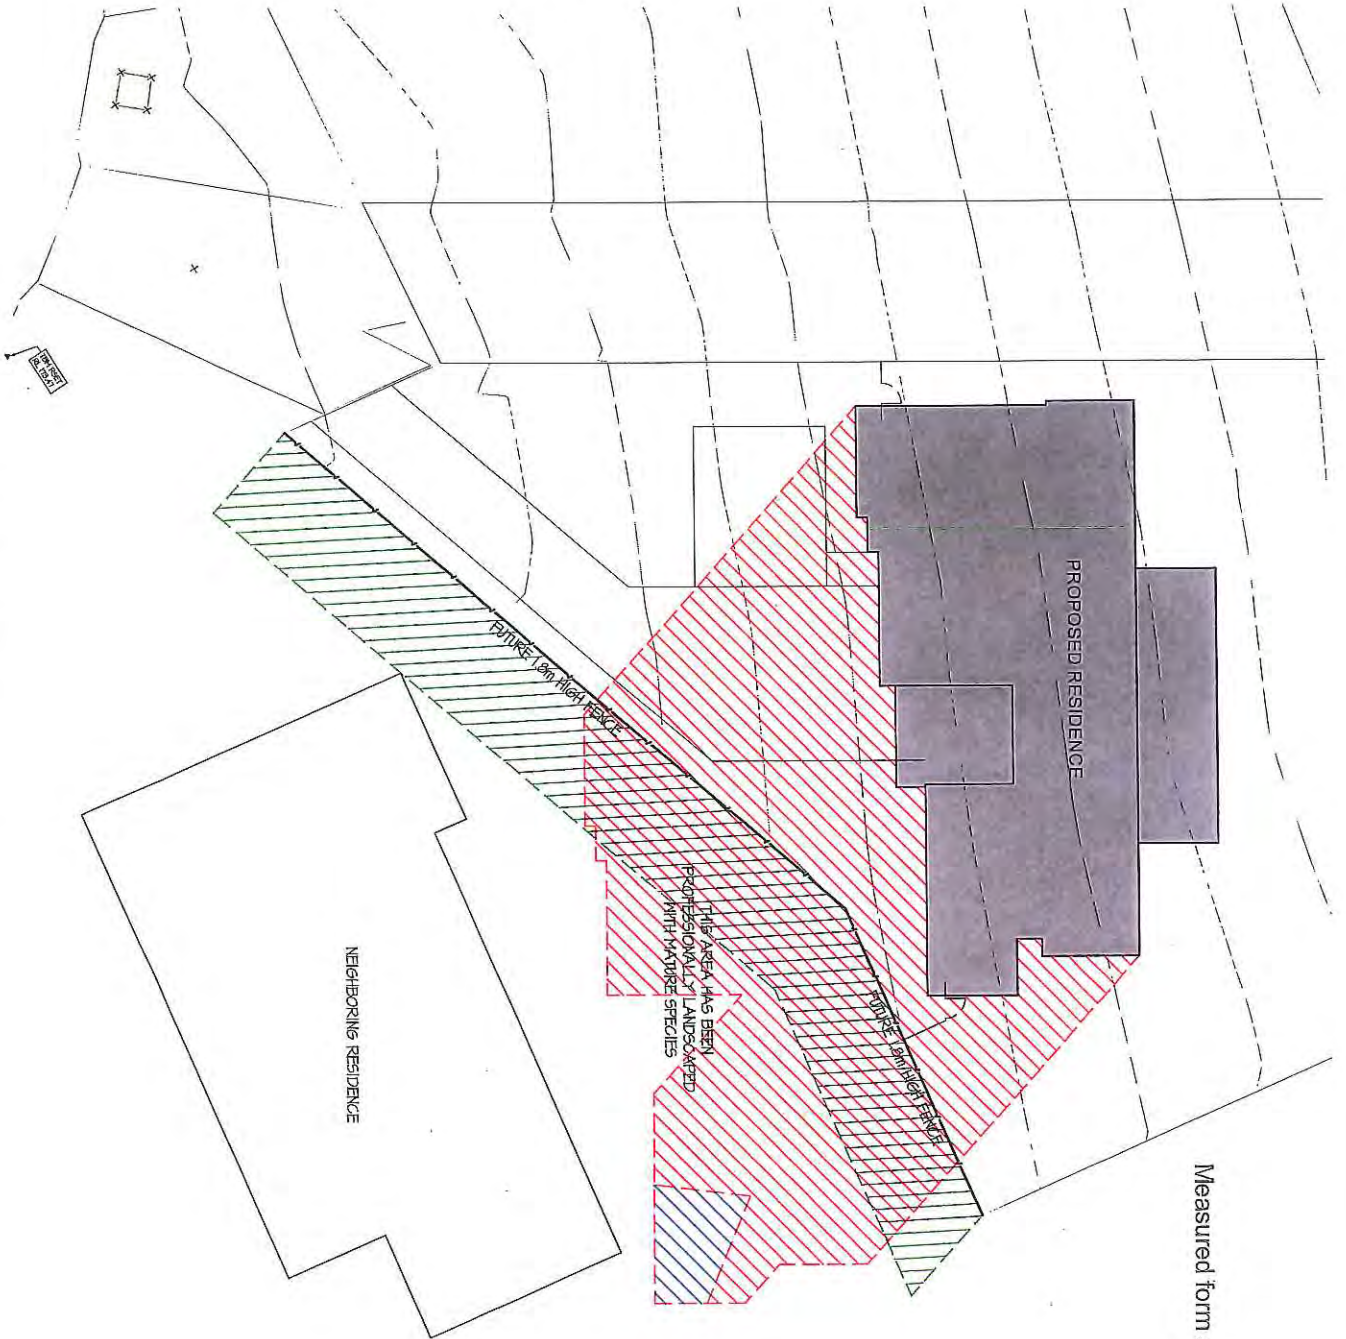 Measured form
PROPOSED RESIDENCE
FUTURE 1.8m HIGH FENCE
FUTURE 1.8m HIGH FENCE
THIS AREA HAS BEEN
PROFESSIONALLY LANDSCAPED
WITH MATURE SPECIES
NEIGHBORING RESIDENCE